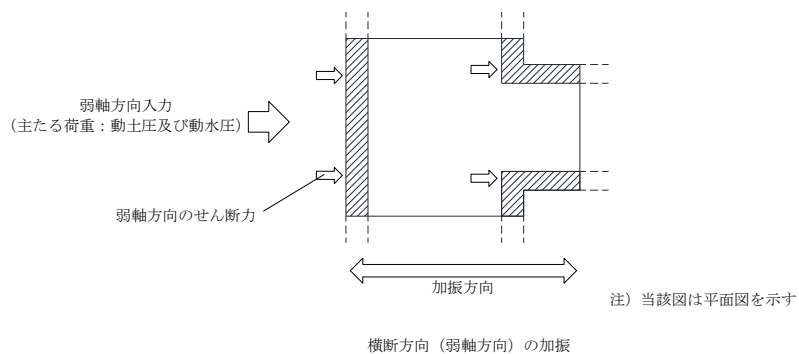 弱軸方向入力
（主たる荷重：動土圧及び動水圧）
弱軸方向のせん断力
加振方向
注）当該図は平面図を示す
横断方向（弱軸方向）の加振